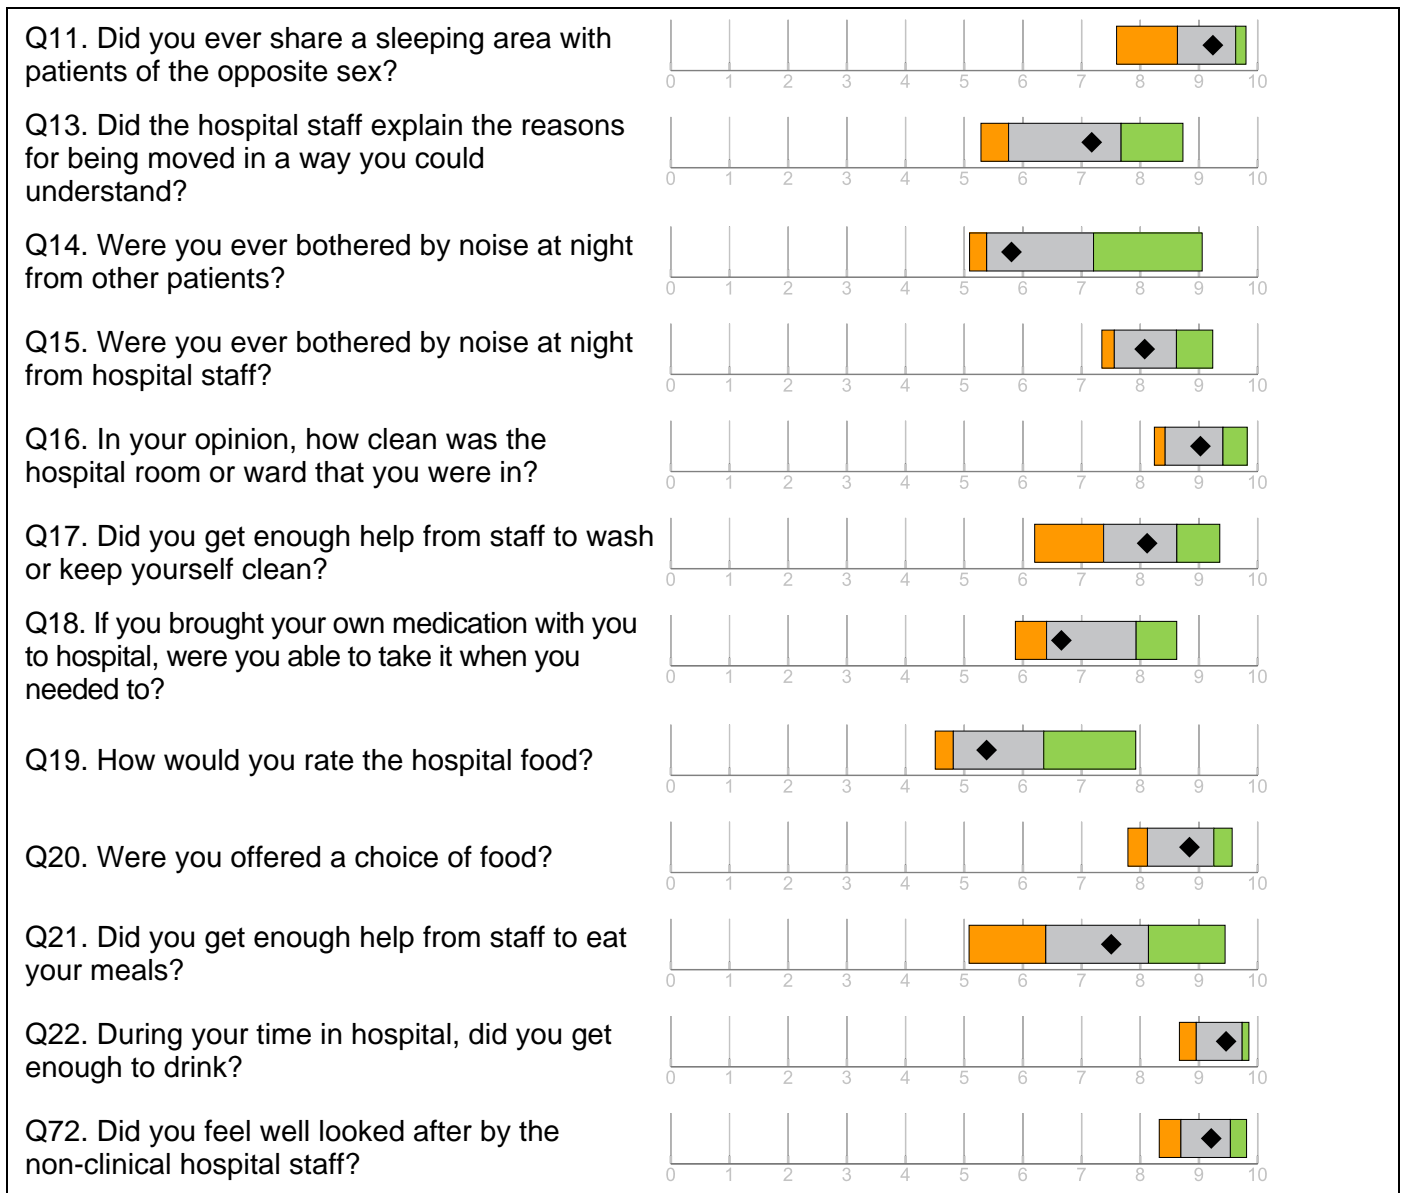 Q11. Did you ever share a sleeping area with
patients of the opposite sex?
0 1 2 3 4 5 6 7 8 9 10
Q13. Did the hospital staff explain the reasons
for being moved in a way you could
understand?
0 1 2 3 4 5 6 7 8 9 10
Q14. Were you ever bothered by noise at night
from other patients?
0 1 2 3 4 5 6 7 8 9 10
Q15. Were you ever bothered by noise at night
from hospital staff?
0 1 2 3 4 5 6 7 8 9 10
Q16. In your opinion, how clean was the
hospital room or ward that you were in?
0 1 2 3 4 5 6 7 8 9 10
Q17. Did you get enough help from staff to wash
or keep yourself clean?
0 1 2 3 4 5 6 7 8 9 10
Q18. If you brought your own medication with you
to hospital, were you able to take it when you
needed to?
0 1 2 3 4 5 6 7 8 9 10
Q19. How would you rate the hospital food?
0 1 2 3 4 5 6 7 8 9 10
Q20. Were you offered a choice of food?
0 1 2 3 4 5 6 7 8 9 10
Q21. Did you get enough help from staff to eat
your meals?
0 1 2 3 4 5 6 7 8 9 10
Q22. During your time in hospital, did you get
enough to drink?
0 1 2 3 4 5 6 7 8 9 10
Q72. Did you feel well looked after by the
non-clinical hospital staff?
0 1 2 3 4 5 6 7 8 9 10